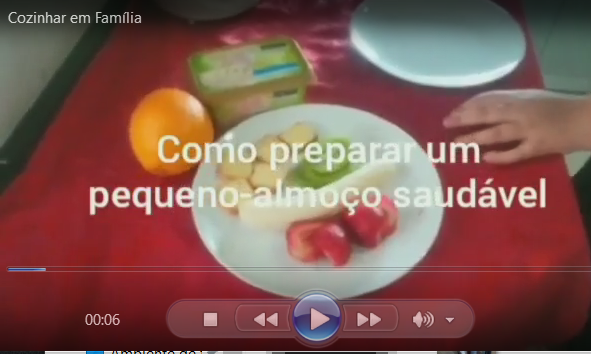 Cozinhar em Família
Como preparar um
pequeno-almoço saudável
00:06